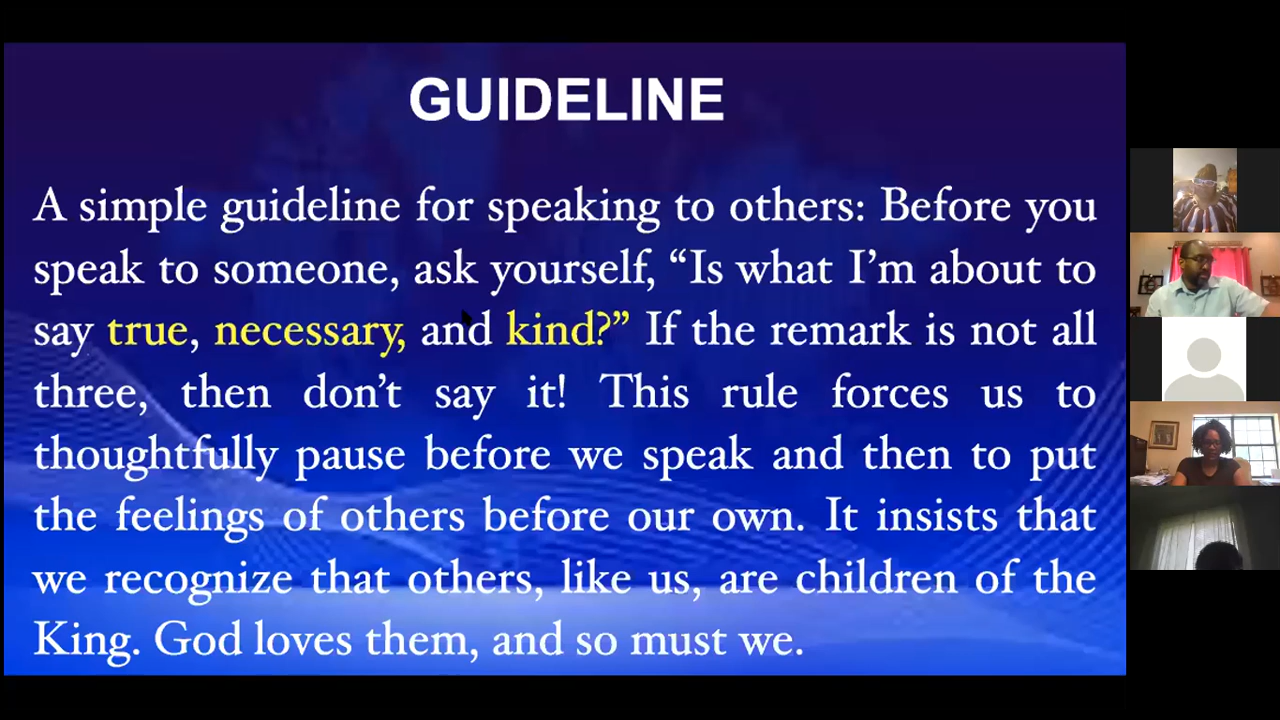 GUIDELINE
A simple guideline for speaking to others: Before you
speak to someone, ask yourself, “Is what I’m about to
say true, necessary, and kind?” If the remark is not all
three, then don’t say it! This rule forces us to
thoughtfully pause before we speak and then to put
the feelings of others before our own. It insists that
we recognize that others, like us, are children of the
King. God loves them, and so must we.